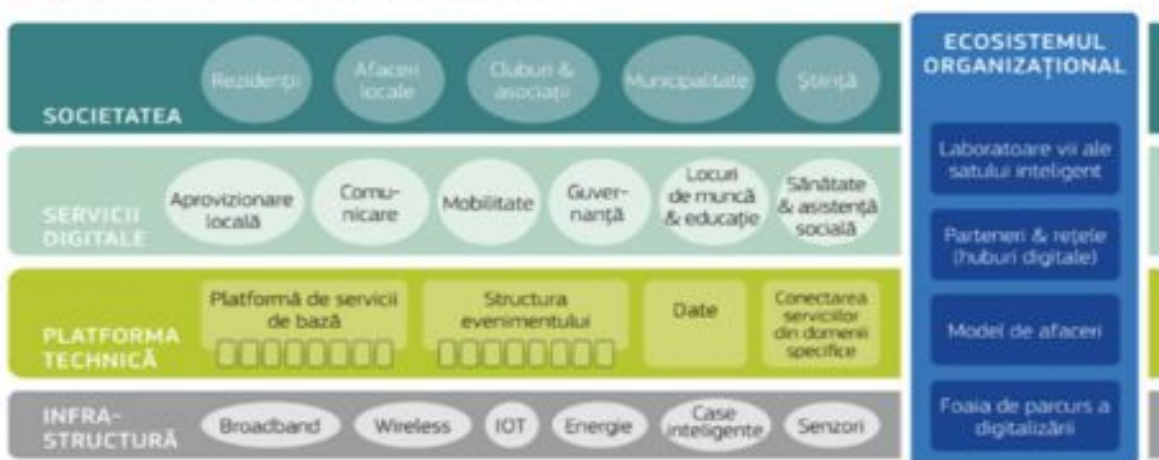 SOCIETATEA
Rezidenții
Afaceri
locale
Cluburi &
asociații
Municipalitate
Știință
SERVICII
DIGITALE
Aprovizionare
locală
Comu-
nicare
Mobilitate
Guver-
nanță
Locuri
de muncă
& educație
Sănătate
& asistență
socială
PLATFORMA
TECHNICĂ
Platformă de servicii
de bază
Structura
evenimentului
Date
Conectarea
serviciilor
din domenii
specifice
INFRA-
STRUCTURĂ
Broadband
Wireless
IOT
Energie
Case
inteligente
Senzori
ECOSISTEMUL
ORGANIZAȚIONAL
Laboratoare vii ale
satului inteligent
Parteneri & rețele
(huburi digitale)
Model de afaceri
Foaia de parcurs a
digitalizării